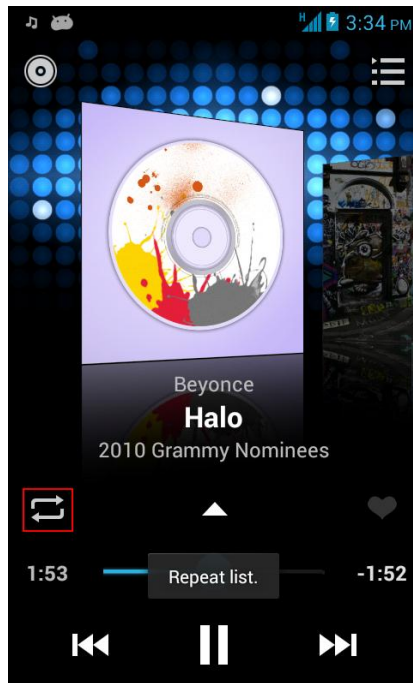 H
3:34 PM
Beyonce
Halo
2010 Grammy Nominees
1:53
Repeat list.
-1:52